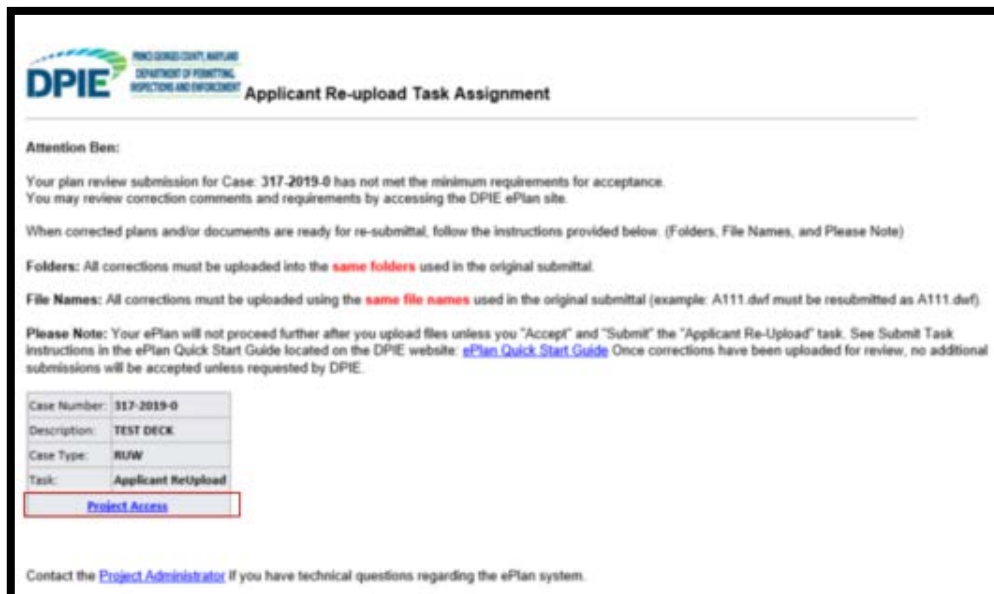 PRINCE GEORGE'S COUNTY, MARYLAND
DEPARTMENT OF PERMITTING,
INSPECTIONS AND ENFORCEMENT
DPIE
Applicant Re-upload Task Assignment
Attention Ben:
Your plan review submission for Case: 317-2019-0 has not met the minimum requirements for acceptance.
You may review correction comments and requirements by accessing the DPIE ePlan site.
When corrected plans and/or documents are ready for re-submittal, follow the instructions provided below. (Folders, File Names, and Please Note)
Folders: All corrections must be uploaded into the same folders used in the original submittal.
File Names: All corrections must be uploaded using the same file names used in the original submittal (example: A111.dwf must be resubmitted as A111.dwf).
Please Note: Your ePlan will not proceed further after you upload files unless you "Accept" and "Submit" the "Applicant Re-Upload" task. See Submit Task
instructions in the ePlan Quick Start Guide located on the DPIE website: ePlan Quick Start Guide Once corrections have been uploaded for review, no additional
submissions will be accepted unless requested by DPIE.
Case Number: 317-2019-0
Description: TEST DECK
Case Type: RUW
Task: Applicant ReUpload
Project Access
Contact the Project Administrator if you have technical questions regarding the ePlan system.